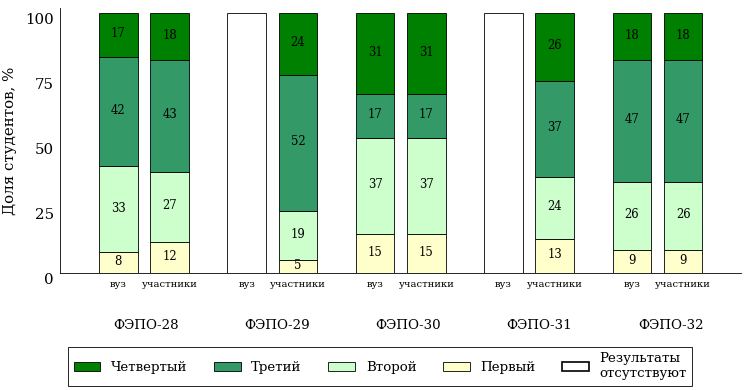 Доля студентов, %
100
75
50
25
0
17 18 24 31 31 26 18 18
42 43 52 17 17 37 47 47
33 27 19 37 37 24 26 26
8 12 5 15 15 13 9 9
вуз участники вуз участники вуз участники вуз участники вуз участники
ФЭПО-28 ФЭПО-29 ФЭПО-30 ФЭПО-31 ФЭПО-32
Четвертый Третий Второй Первый Результаты
отсутствуют